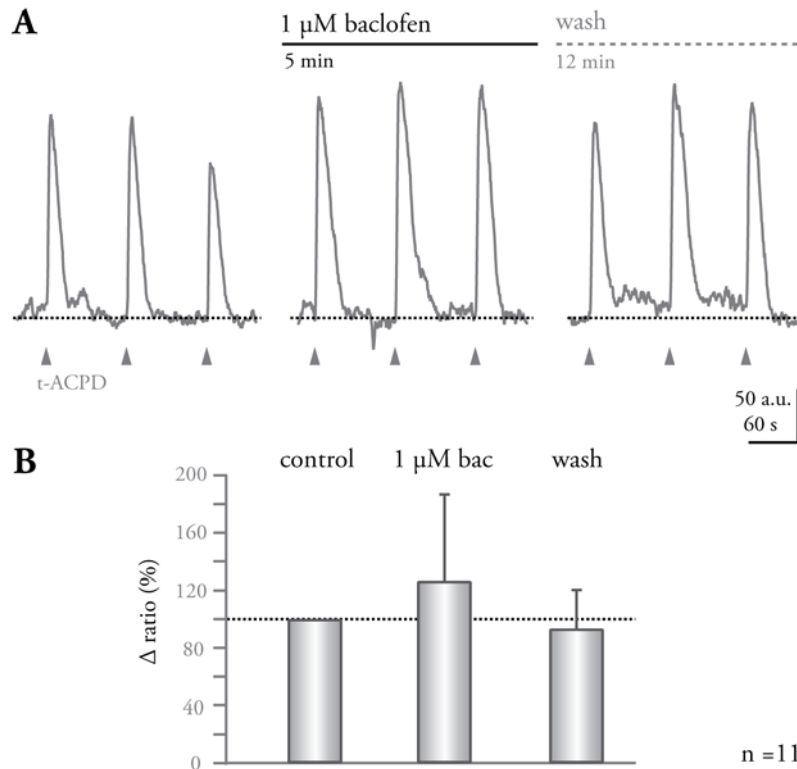 A
1 µM baclofen
wash
5 min
12 min
t-ACPD
50 a.u.
60 s
B
control
1 µM bac
wash
200
160
120
80
40
0
Δ ratio (%)
n =11